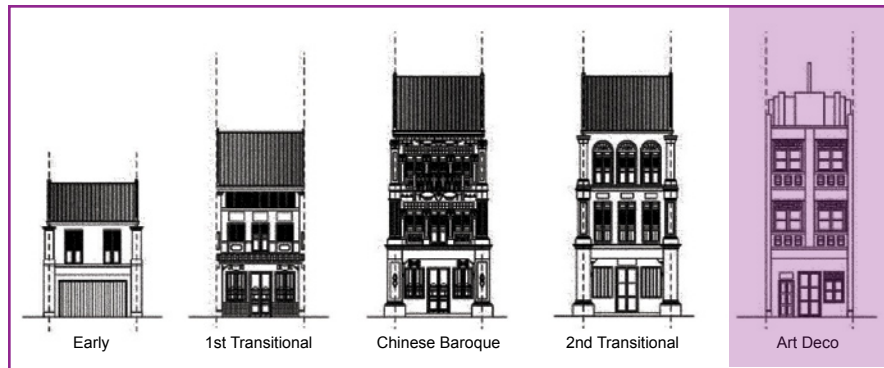 Early
1st Transitional
Chinese Baroque
2nd Transitional
Art Deco